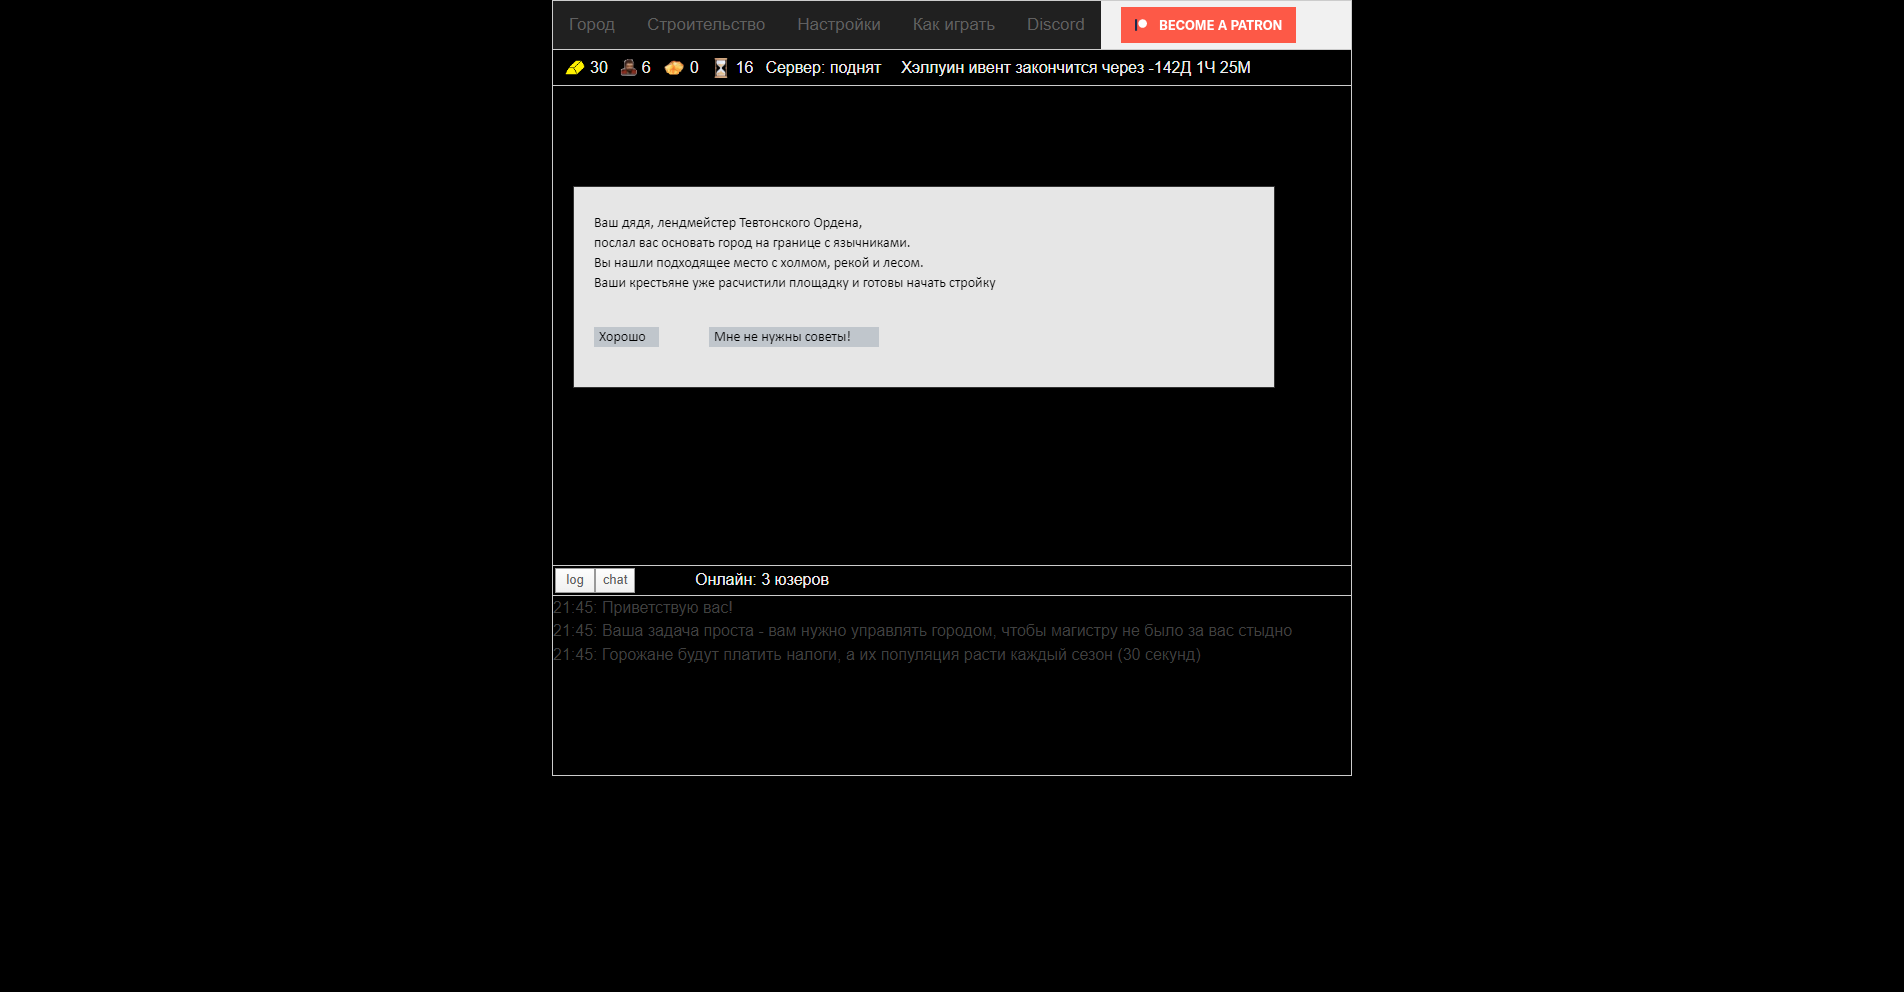 Город Строительство Настройки Как играть Discord BECOME A PATRON
30 6 0 16 Сервер: поднят Хэллуин ивент закончится через -142Д 1Ч 25М
Ваш дядя, лендмейстер Тевтонского Ордена,
послал вас основать город на границе с язычниками.
Вы нашли подходящее место с холмом, рекой и лесом.
Ваши крестьяне уже расчистили площадку и готовы начать стройку
Хорошо Мне не нужны советы!
log chat Онлайн: 3 юзеров
21:45: Приветствую вас!
21:45: Ваша задача проста - вам нужно управлять городом, чтобы магистру не было за вас стыдно
21:45: Горожане будут платить налоги, а их популяция расти каждый сезон (30 секунд)